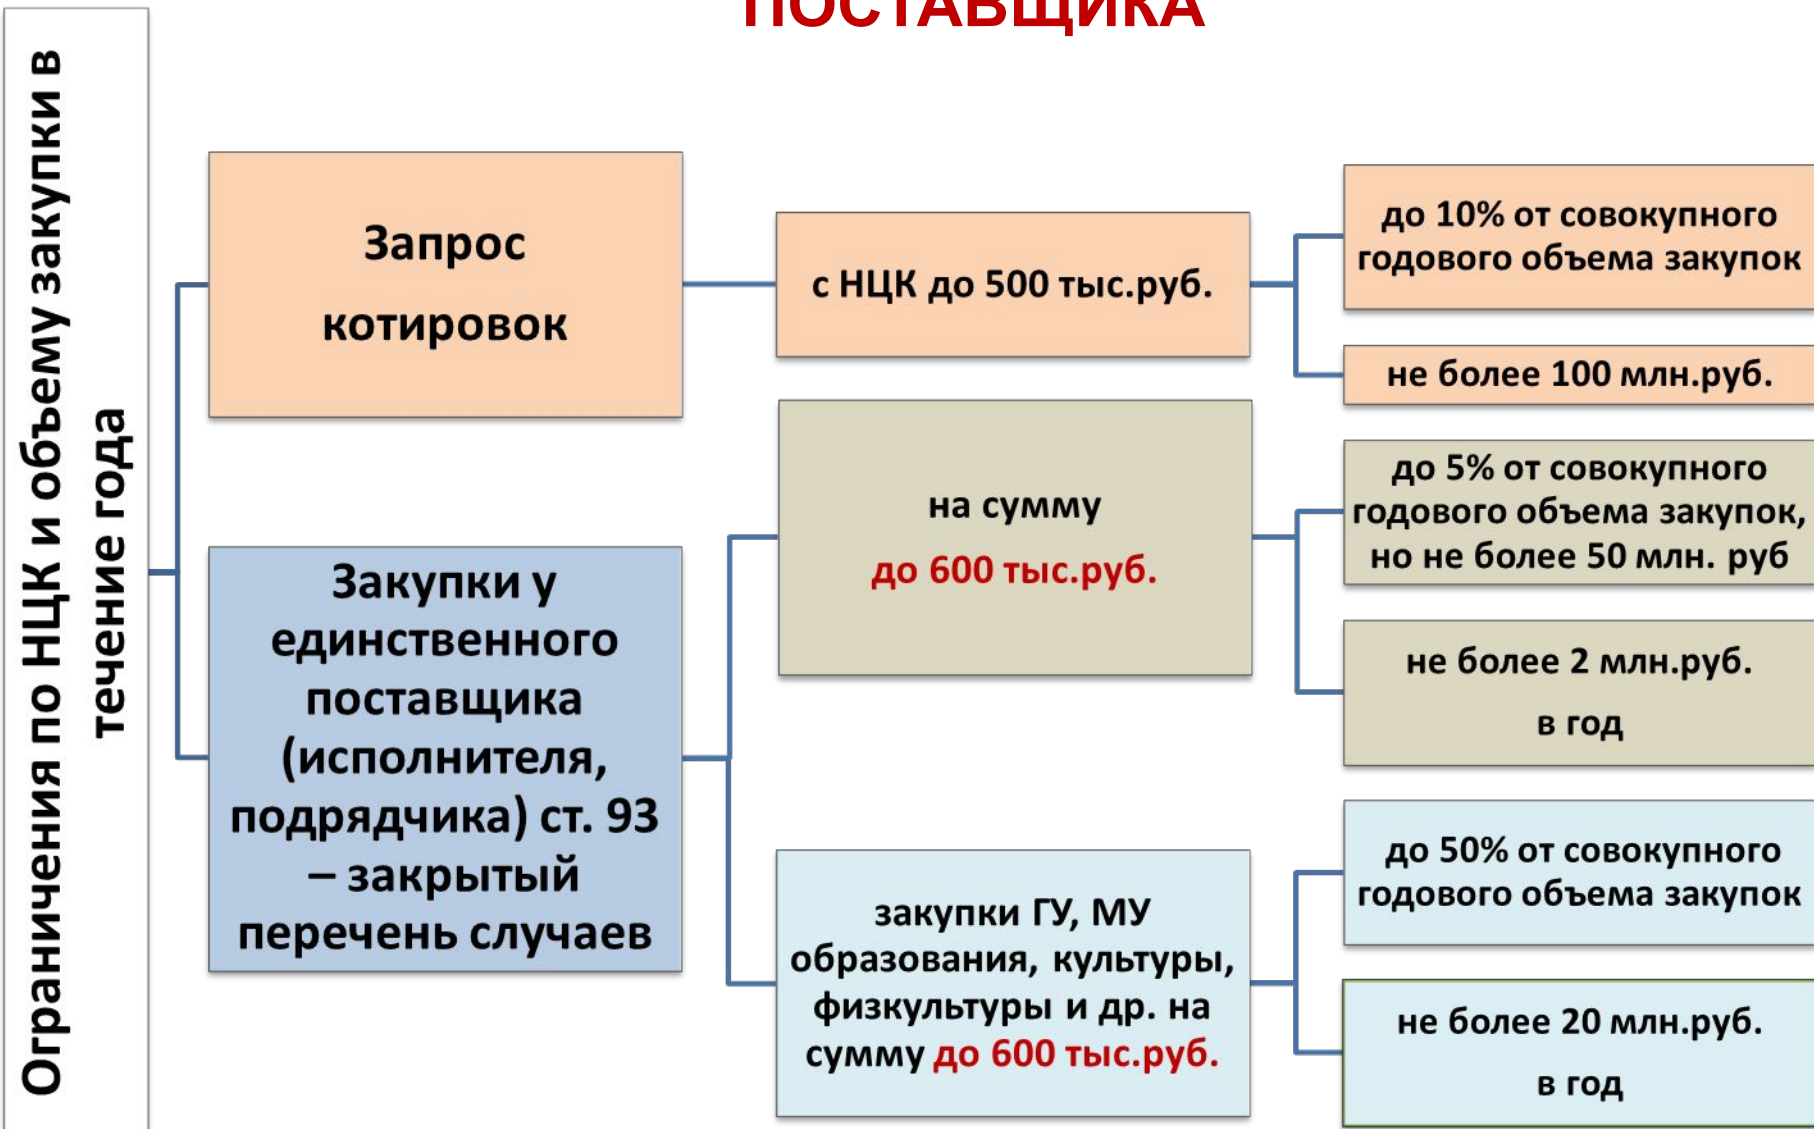 ПОСТАВЩИКА
Ограничения по НЦК и объему закупки в
течение года
Запрос
котировок
с НЦК до 500 тыс.руб.
до 10% от совокупного
годового объема закупок
не более 100 млн.руб.
Закупки у
единственного
поставщика
(исполнителя,
подрядчика) ст. 93
– закрытый
перечень случаев
на сумму
до 600 тыс.руб.
до 5% от совокупного
годового объема закупок,
но не более 50 млн. руб
не более 2 млн.руб.
в год
закупки ГУ, МУ
образования, культуры,
физкультуры и др. на
сумму до 600 тыс.руб.
до 50% от совокупного
годового объема закупок
не более 20 млн.руб.
в год